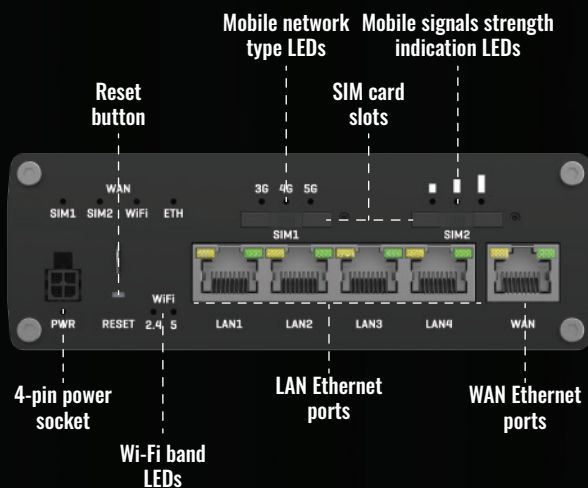 Mobile network
type LEDs
Mobile signals strength
indication LEDs
Reset
button
SIM card
slots
WAN
3G 4G 5G
SIM1 SIM2 WiFi ETH
SIM1 SIM2
WiFi
PWR RESET 2.4 5 LAN1 LAN2 LAN3 LAN4 WAN
4-pin power
socket
LAN Ethernet
ports
WAN Ethernet
ports
Wi-Fi band
LEDs